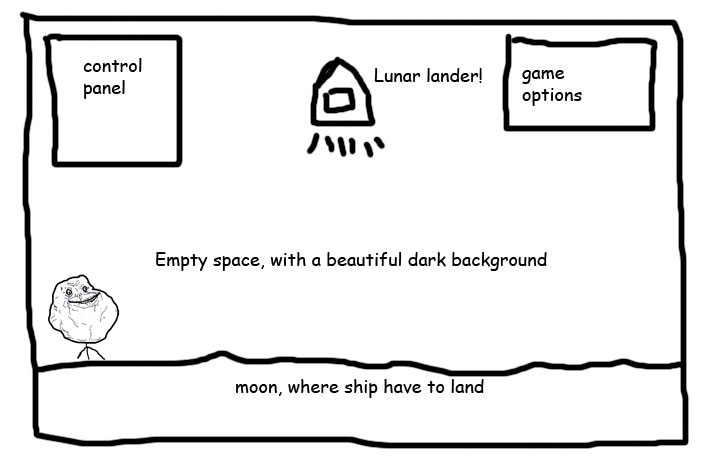 control
panel
Lunar lander!
game
options
Empty space, with a beautiful dark background
moon, where ship have to land